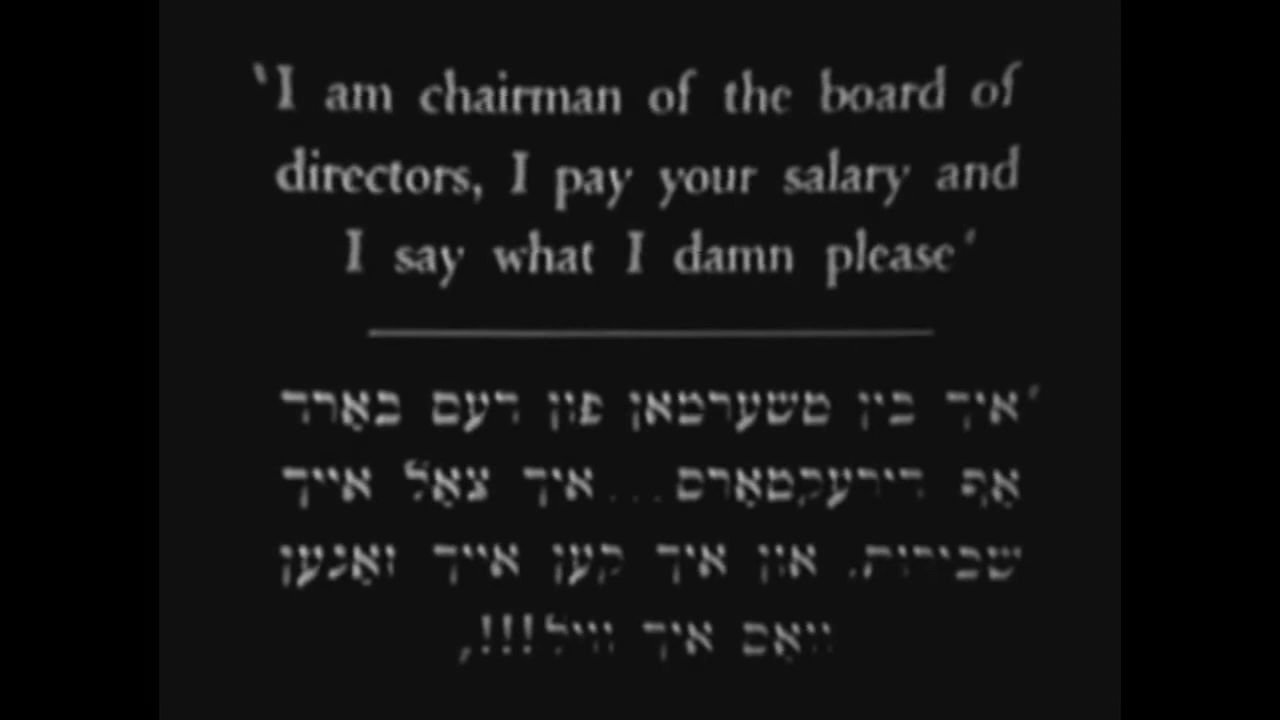 'I am chairman of the board of
directors, I pay your salary and
I say what I damn please'
'איך בין טשערמאן פון דעם באָרד
אָף דירעקטאָרס...איך צאָל אייך
שכירות. און איך קען אייך זאָגען
וואָס איך וויל!!!,